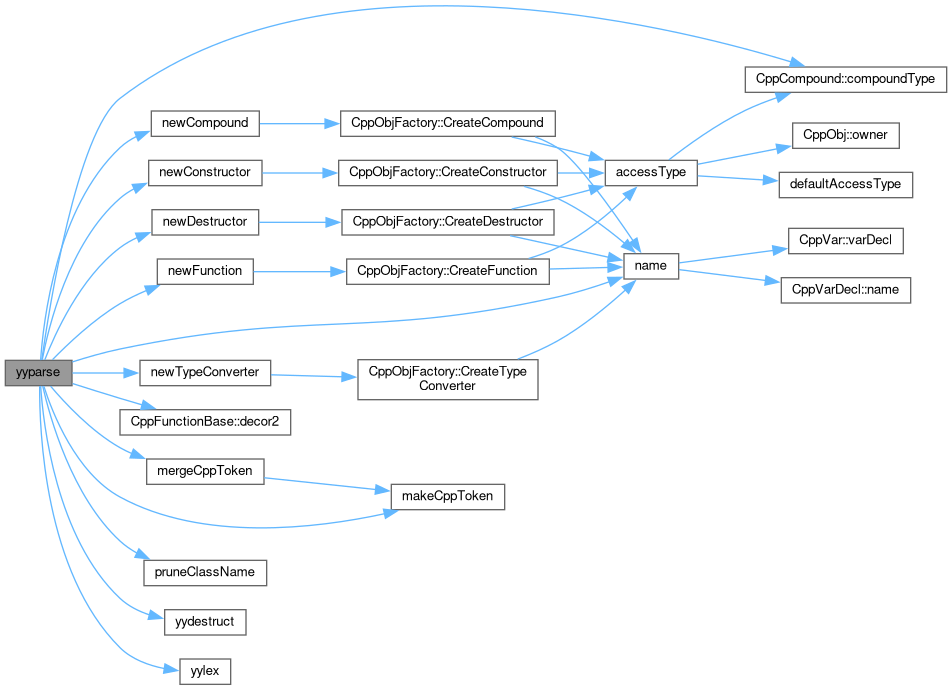 CppCompound::compoundType
newCompound
CppObjFactory::CreateCompound
CppObj::owner
newConstructor
CppObjFactory::CreateConstructor
accessType
defaultAccessType
newDestructor
CppObjFactory::CreateDestructor
CppVar::varDecl
newFunction
CppObjFactory::CreateFunction
name
CppVarDecl::name
yyparse
newTypeConverter
CppObjFactory::CreateType
Converter
CppFunctionBase::decor2
mergeCppToken
makeCppToken
pruneClassName
yydestruct
yylex